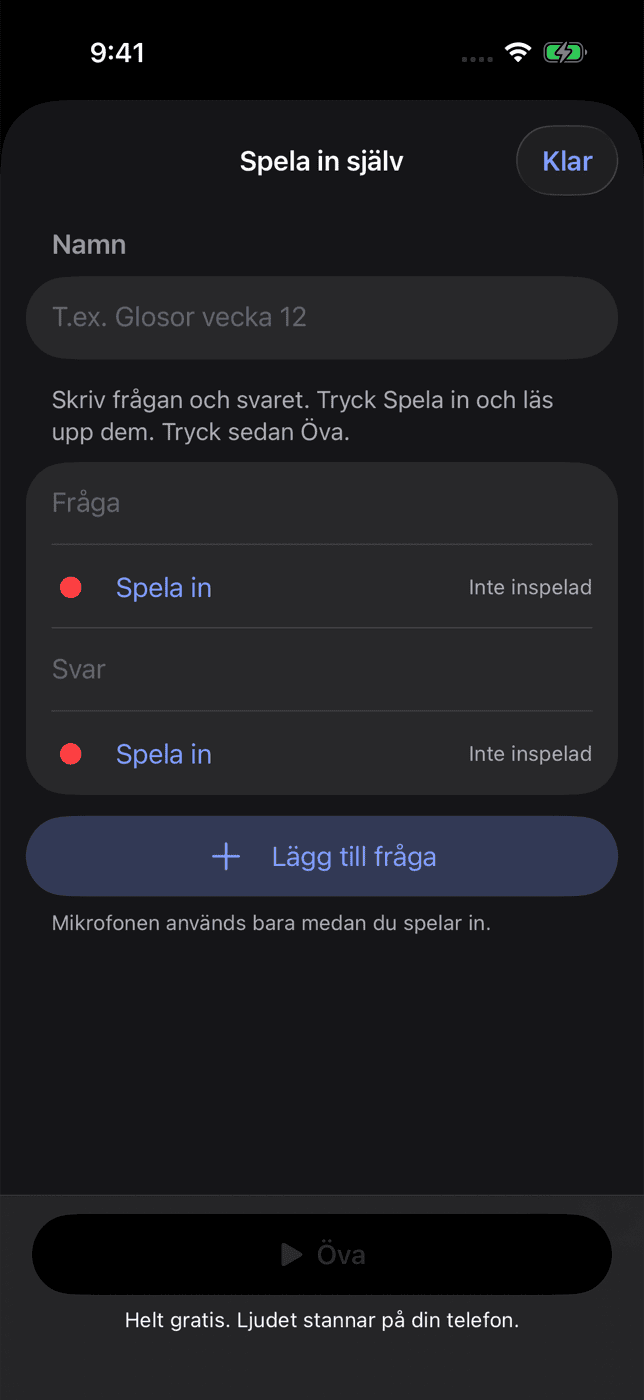 9:41
Spela in själv
Klar
Namn
T.ex. Glosor vecka 12
Skriv frågan och svaret. Tryck Spela in och läs
upp dem. Tryck sedan Öva.
Fråga
Spela in
Inte inspelad
Svar
Spela in
Inte inspelad
Lägg till fråga
Mikrofonen används bara medan du spelar in.
Öva
Helt gratis. Ljudet stannar på din telefon.